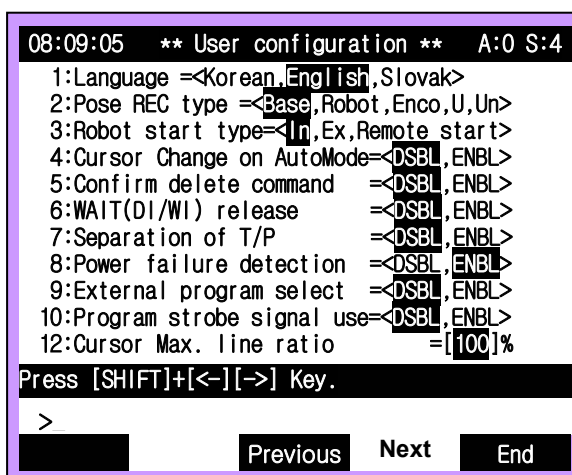 08:09:05 ** User configuration ** A:0 S:4
1:Language =<Korean,English,Slovak>
2:Pose REC type =<Base,Robot,Enco,U,Un>
3:Robot start type=<In,Ex,Remote start>
4:Cursor Change on AutoMode=<DSBL,ENBL>
5:Confirm delete command =<DSBL,ENBL>
6:WAIT(DI/WI) release =<DSBL,ENBL>
7:Separation of T/P =<DSBL,ENBL>
8:Power failure detection =<DSBL,ENBL>
9:External program select =<DSBL,ENBL>
10:Program strobe signal use=<DSBL,ENBL>
12:Cursor Max. line ratio =[100]%
Press [SHIFT]+[<-][->] Key.
>_
Previous Next End